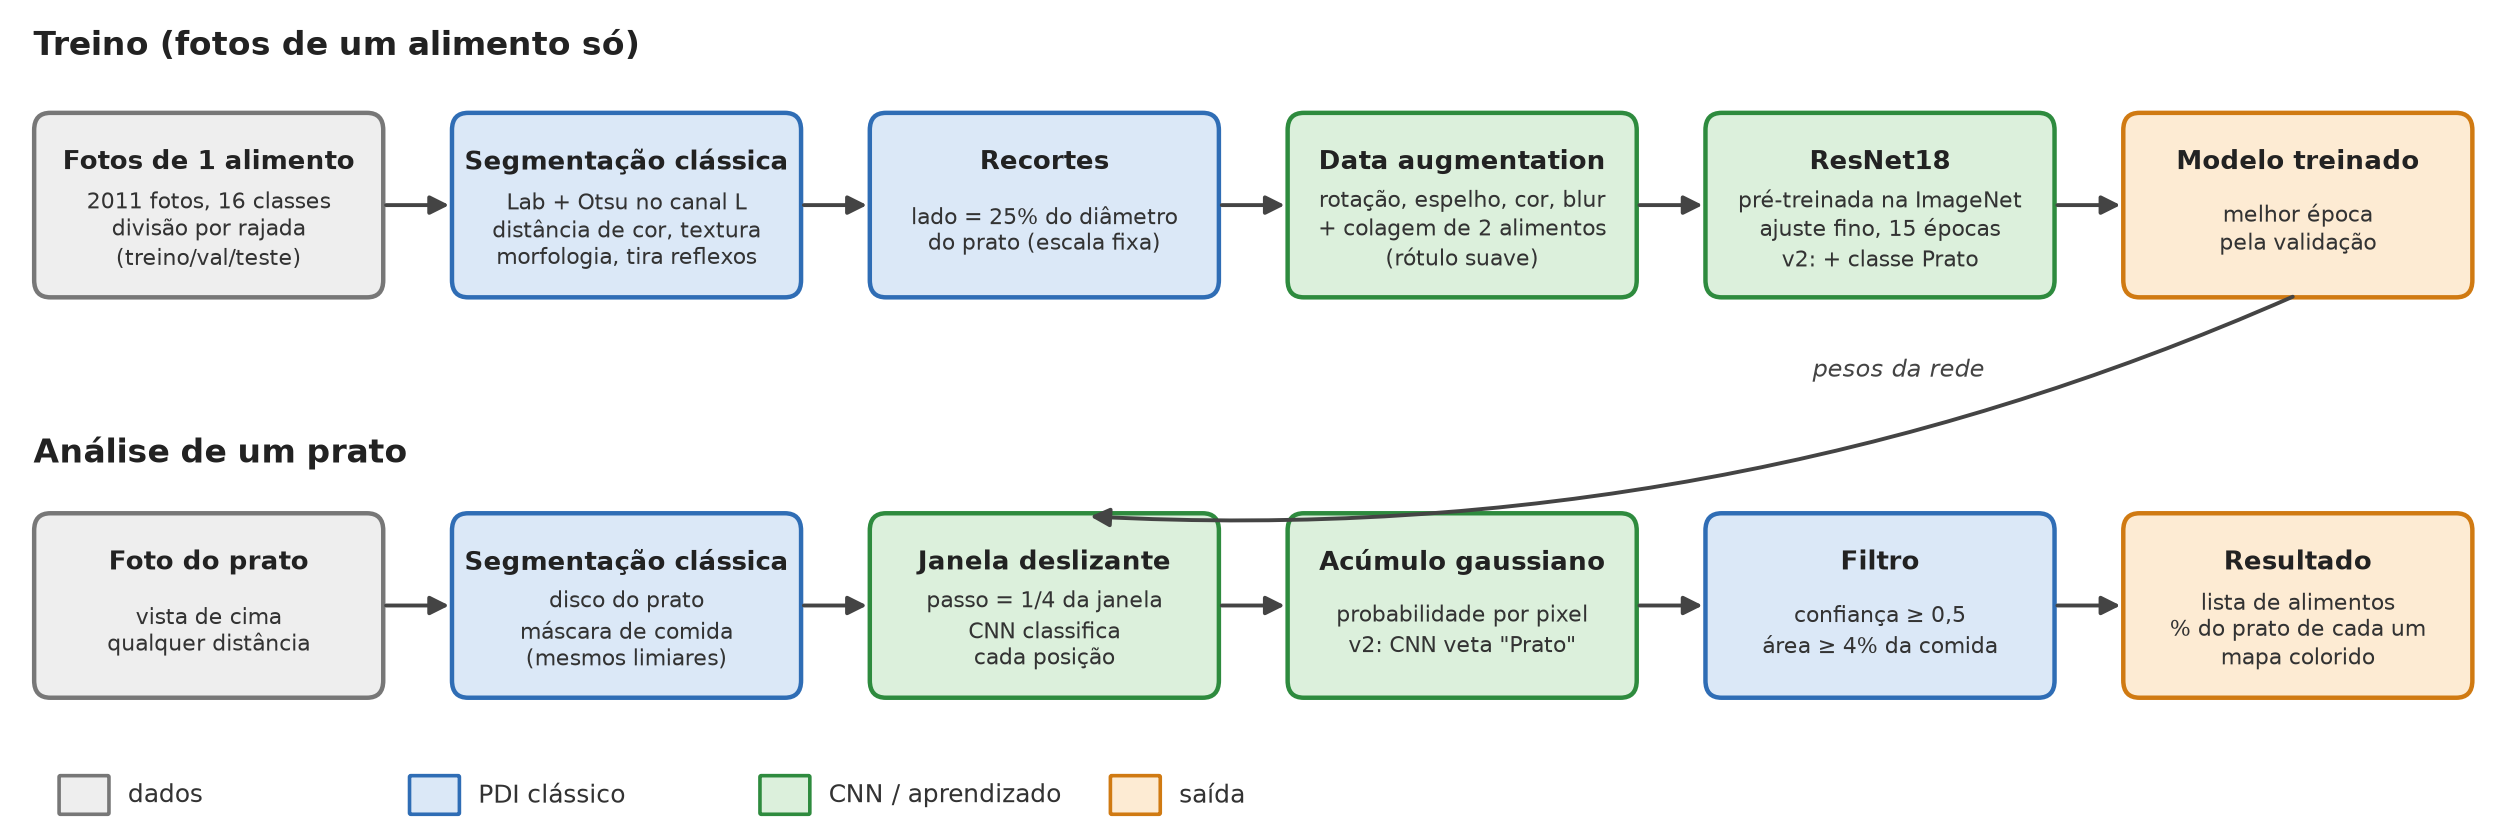 Treino (fotos de um alimento só)
Fotos de 1 alimento
2011 fotos, 16 classes
divisão por rajada
(treino/val/teste)
Segmentação clássica
Lab + Otsu no canal L
distância de cor, textura
morfologia, tira reflexos
Recortes
lado = 25% do diâmetro
do prato (escala fixa)
Data augmentation
rotação, espelho, cor, blur
+ colagem de 2 alimentos
(rótulo suave)
ResNet18
pré-treinada na ImageNet
ajuste fino, 15 épocas
v2: + classe Prato
Modelo treinado
melhor época
pela validação
pesos da rede
Análise de um prato
Foto do prato
vista de cima
qualquer distância
Segmentação clássica
disco do prato
máscara de comida
(mesmos limiares)
Janela deslizante
passo = 1/4 da janela
CNN classifica
cada posição
Acúmulo gaussiano
probabilidade por pixel
v2: CNN veta "Prato"
Filtro
confiança ≥ 0,5
área ≥ 4% da comida
Resultado
lista de alimentos
% do prato de cada um
mapa colorido
dados
PDI clássico
CNN / aprendizado
saída